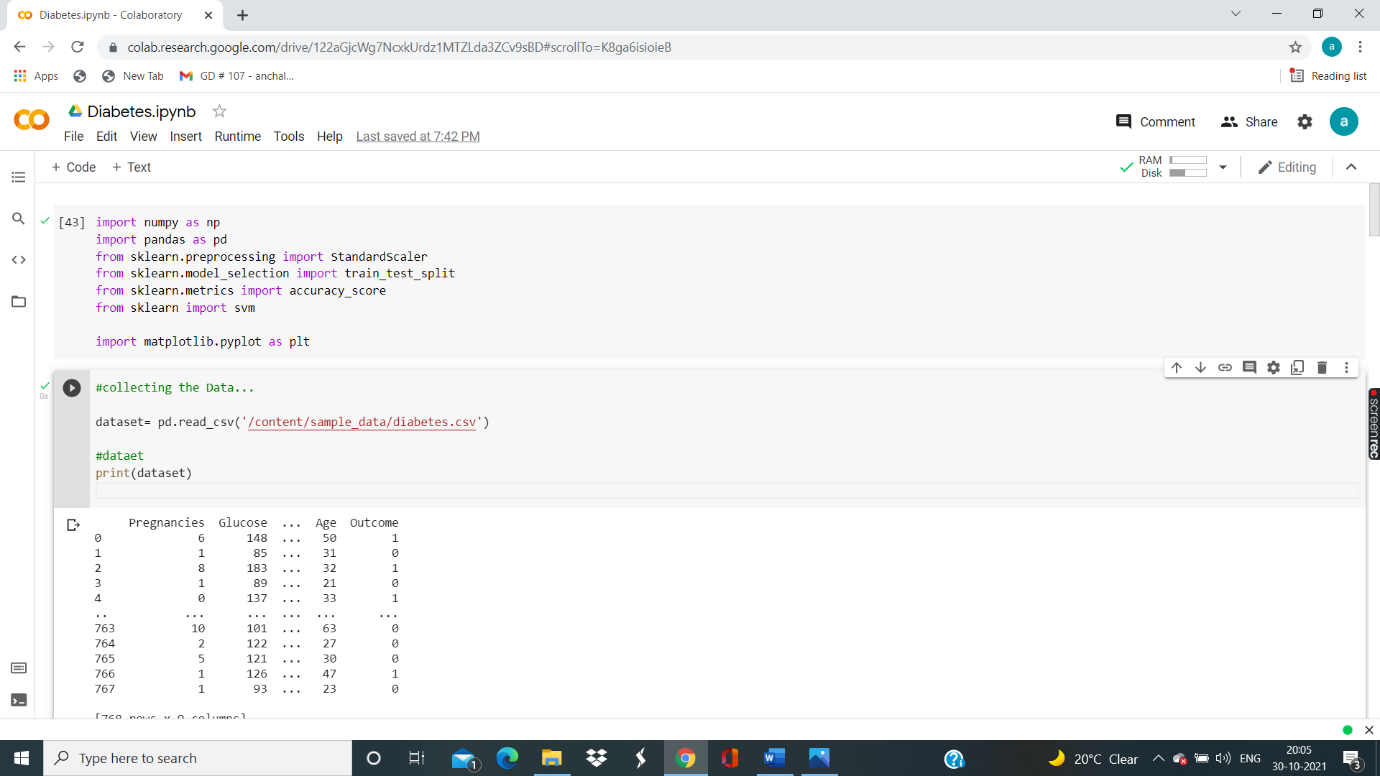 Diabetes.ipynb - Colaboratory
colab.research.google.com/drive/122aGjcWg7NcxkUrdz1MTZLda3ZCv9sBD#scrollTo=K8ga6isioieB
a
Apps New Tab GD # 107 - anchal... Reading list
Diabetes.ipynb
Comment Share a
File Edit View Insert Runtime Tools Help Last saved at 7:42 PM
+ Code + Text RAM Disk Editing
[43] import numpy as np
import pandas as pd
from sklearn.preprocessing import StandardScaler
from sklearn.model_selection import train_test_split
from sklearn.metrics import accuracy_score
from sklearn import svm
import matplotlib.pyplot as plt
0s
#collecting the Data...
dataset= pd.read_csv('/content/sample_data/diabetes.csv')
#dataet
print(dataset)
screenrec
Pregnancies Glucose ... Age Outcome
0 6 148 ... 50 1
1 1 85 ... 31 0
2 8 183 ... 32 1
3 1 89 ... 21 0
4 0 137 ... 33 1
.. ... ... ... ... ...
763 10 101 ... 63 0
764 2 122 ... 27 0
765 5 121 ... 30 0
766 1 126 ... 47 1
767 1 93 ... 23 0
[768 rows x 9 columns]
Type here to search 1 W 20°C Clear ENG 20:05
30-10-2021 3